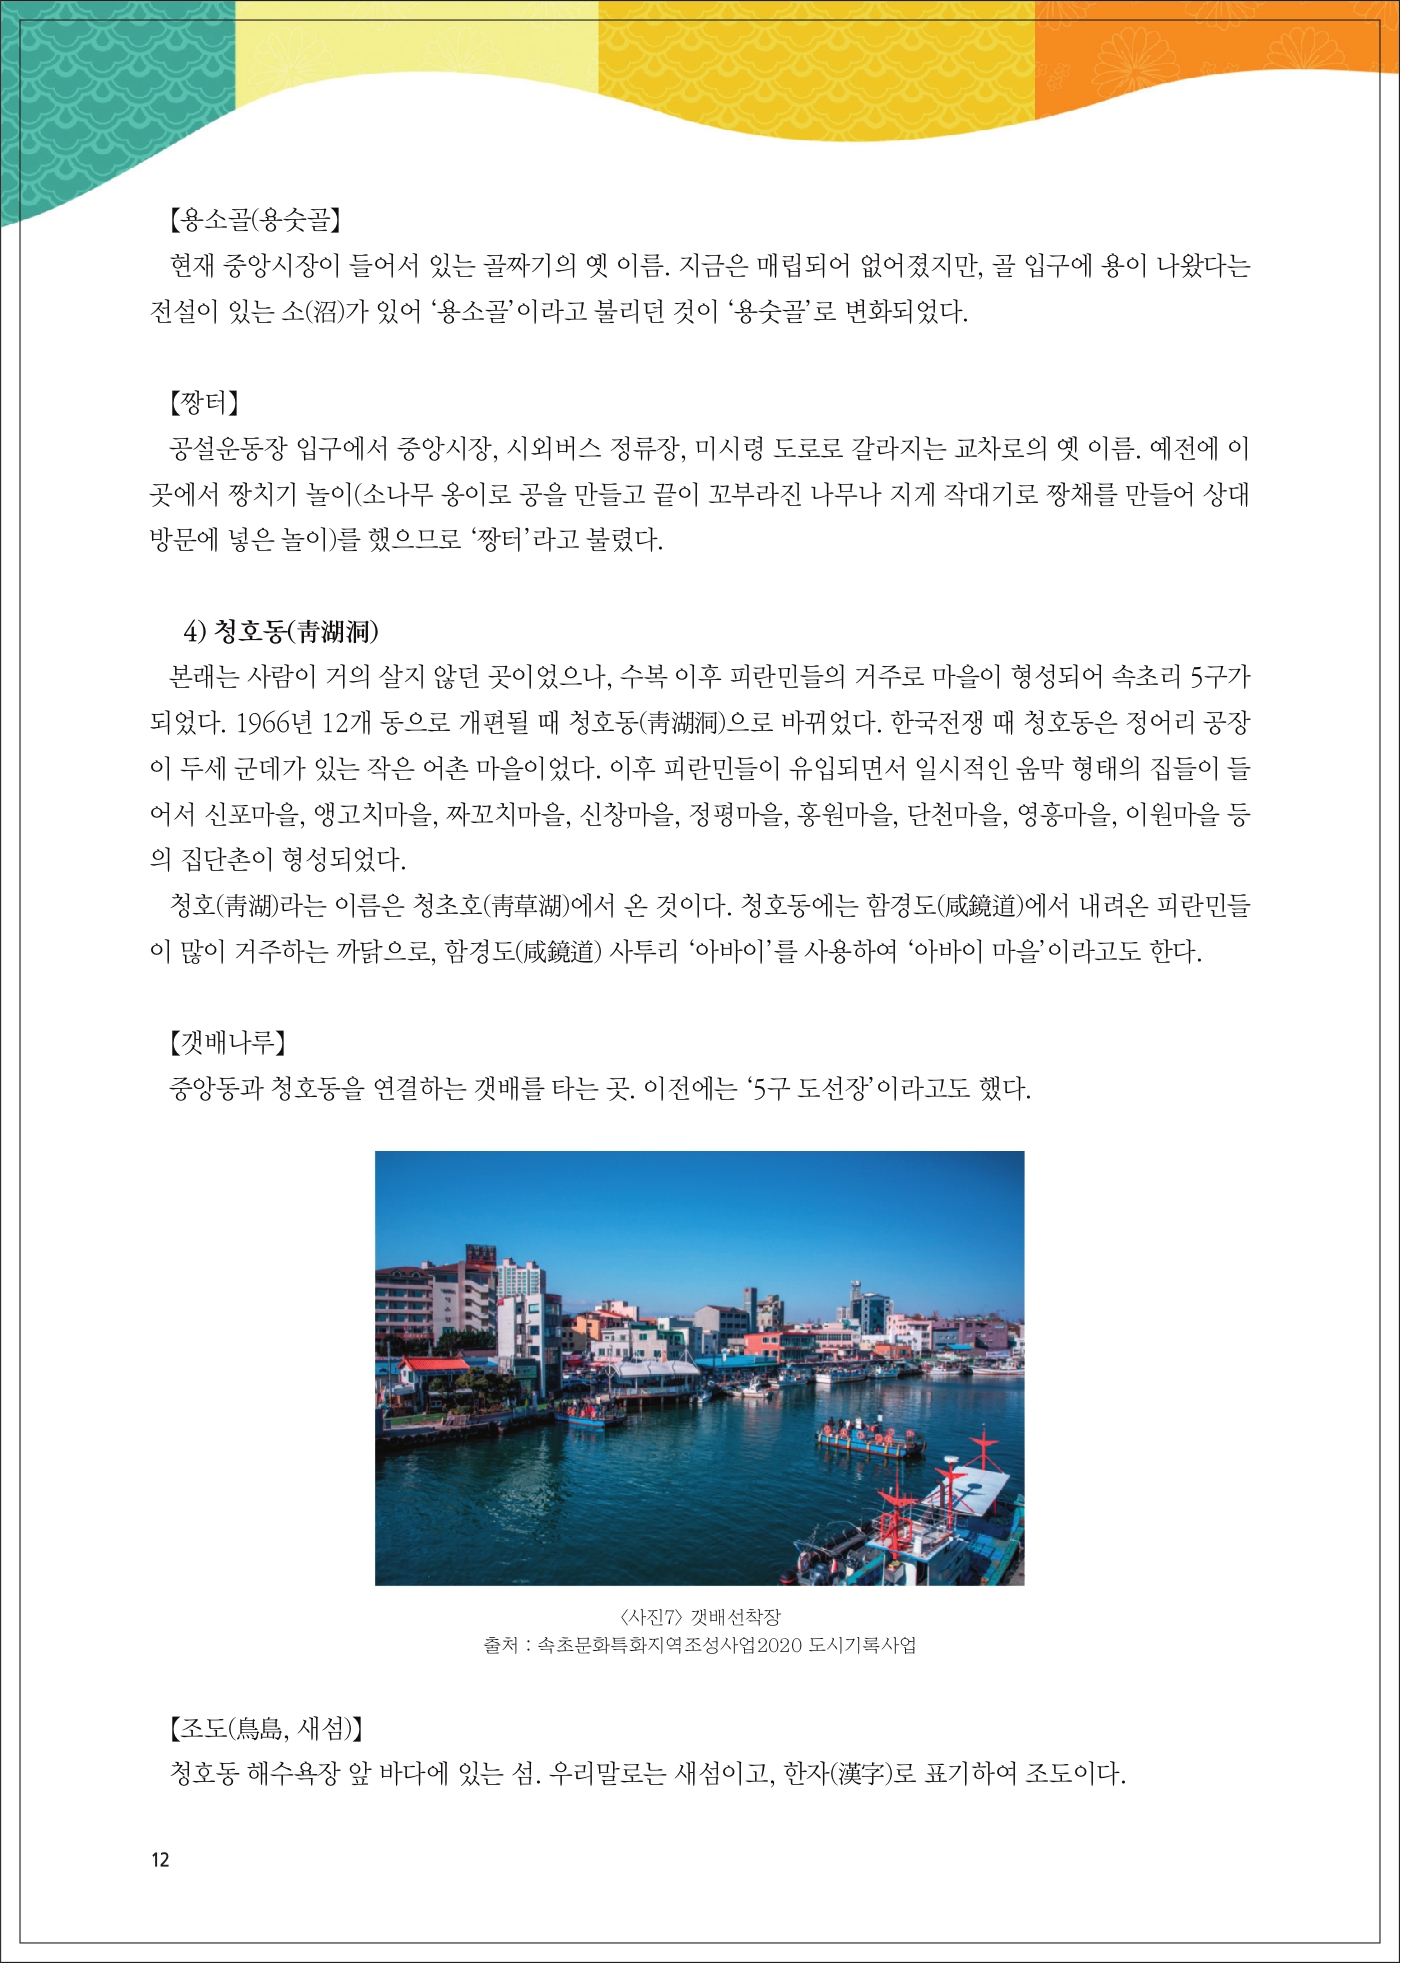 【용소골(용숫골】
현재 중앙시장이 들어서 있는 골짜기의 옛 이름. 지금은 매립되어 없어졌지만, 골 입구에 용이 나왔다는
전설이 있는 소(沼)가 있어 ‘용소골’이라고 불리던 것이 ‘용숫골’로 변화되었다.
【짱터】
공설운동장 입구에서 중앙시장, 시외버스 정류장, 미시령 도로로 갈라지는 교차로의 옛 이름. 예전에 이
곳에서 짱치기 놀이(소나무 옹이로 공을 만들고 끝이 꼬부라진 나무나 지게 작대기로 짱채를 만들어 상대
방문에 넣은 놀이)를 했으므로 ‘짱터’라고 불렸다.
4) 청호동(靑湖洞)
본래는 사람이 거의 살지 않던 곳이었으나, 수복 이후 피란민들의 거주로 마을이 형성되어 속초리 5구가
되었다. 1966년 12개 동으로 개편될 때 청호동(靑湖洞)으로 바뀌었다. 한국전쟁 때 청호동은 정어리 공장
이 두세 군데가 있는 작은 어촌 마을이었다. 이후 피란민들이 유입되면서 일시적인 움막 형태의 집들이 들
어서 신포마을, 앵고치마을, 짜꼬치마을, 신창마을, 정평마을, 홍원마을, 단천마을, 영흥마을, 이원마을 등
의 집단촌이 형성되었다.
청호(靑湖)라는 이름은 청초호(靑草湖)에서 온 것이다. 청호동에는 함경도(咸鏡道)에서 내려온 피란민들
이 많이 거주하는 까닭으로, 함경도(咸鏡道) 사투리 ‘아바이’를 사용하여 ‘아바이 마을’이라고도 한다.
【갯배나루】
중앙동과 청호동을 연결하는 갯배를 타는 곳. 이전에는 ‘5구 도선장’이라고도 했다.
〈사진7〉 갯배선착장
출처 : 속초문화특화지역조성사업2020 도시기록사업
【조도(鳥島, 새섬)】
청호동 해수욕장 앞 바다에 있는 섬. 우리말로는 새섬이고, 한자(漢字)로 표기하여 조도이다.
12